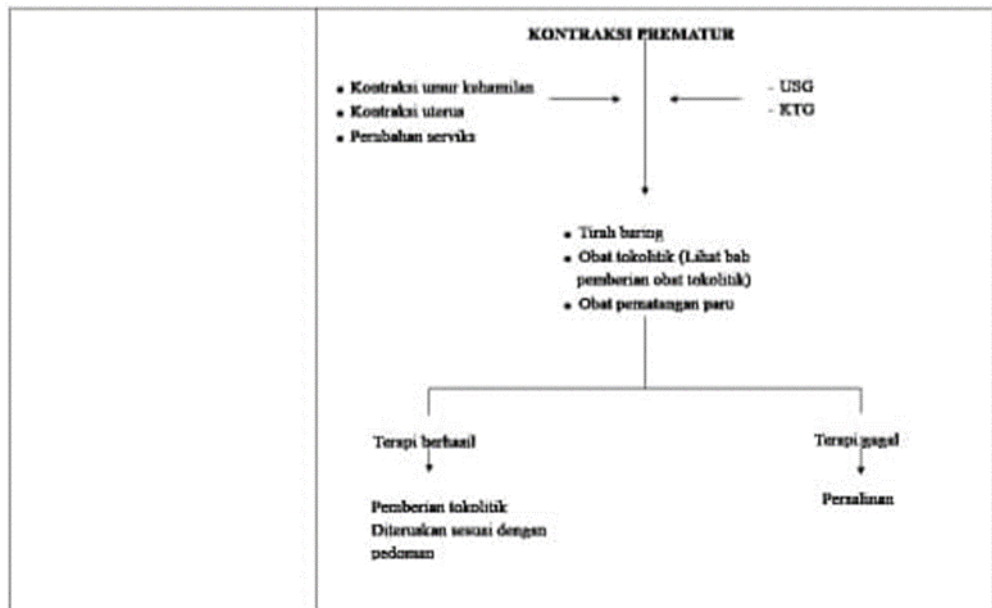 KONTRAKSI PREMATUR
• Kontraksi umur kehamilan
• Kontraksi uterus
• Perubahan serviks
- USG
- KTG
• Tirah baring
• Obat tokolitik (Lihat bab
pemberian obat tokolitik)
• Obat pematangan paru
Terapi berhasil
Terapi gagal
Pemberian tokolitik
Diteruskan sesuai dengan
pedoman
Persalinan